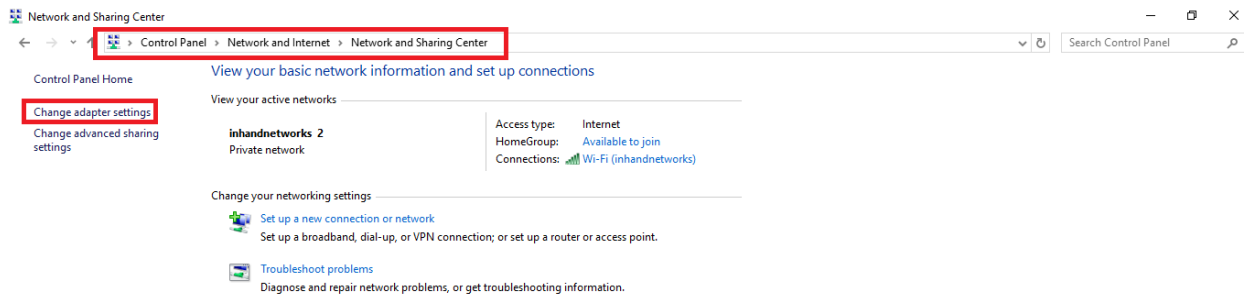 Network and Sharing Center
Control Panel > Network and Internet > Network and Sharing Center
Search Control Panel
Control Panel Home
Change adapter settings
Change advanced sharing
settings
View your basic network information and set up connections
View your active networks
inhandnetworks 2
Private network
Access type: Internet
HomeGroup: Available to join
Connections: Wi-Fi (inhandnetworks)
Change your networking settings
Set up a new connection or network
Set up a broadband, dial-up, or VPN connection; or set up a router or access point.
Troubleshoot problems
Diagnose and repair network problems, or get troubleshooting information.